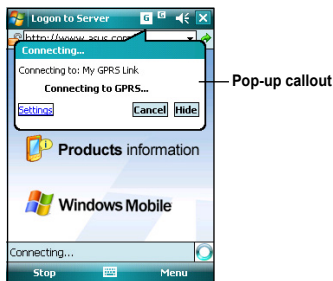 Logon to Server
G G
http://www.asus.com
Connecting...
Connecting to: My GPRS Link
Connecting to GPRS...
Settings Cancel Hide
Pop-up callout
Products information
Windows Mobile
Connecting...
Stop Menu